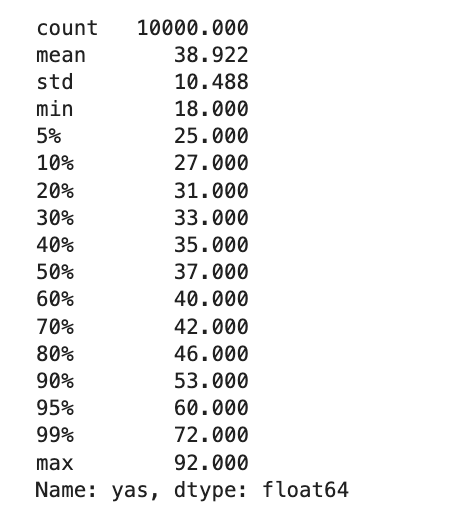 count 10000.000
mean 38.922
std 10.488
min 18.000
5% 25.000
10% 27.000
20% 31.000
30% 33.000
40% 35.000
50% 37.000
60% 40.000
70% 42.000
80% 46.000
90% 53.000
95% 60.000
99% 72.000
max 92.000
Name: yas, dtype: float64